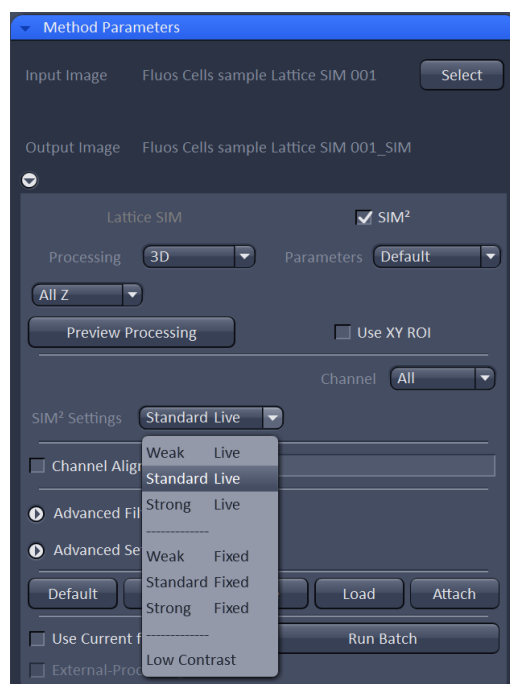 Method Parameters
Input Image Fluos Cells sample Lattice SIM 001 Select
Output Image Fluos Cells sample Lattice SIM 001_SIM
Lattice SIM SIM²
Processing 3D Parameters Default
All Z
Preview Processing Use XY ROI
Channel All
SIM² Settings Standard Live
Weak Live
Channel Alig
Standard Live
Strong Live
Advanced Fil
-------------
Advanced Se
Weak Fixed
Standard Fixed
Default Load Attach
Strong Fixed
-------------
Use Current f Run Batch
Low Contrast
External-Proc